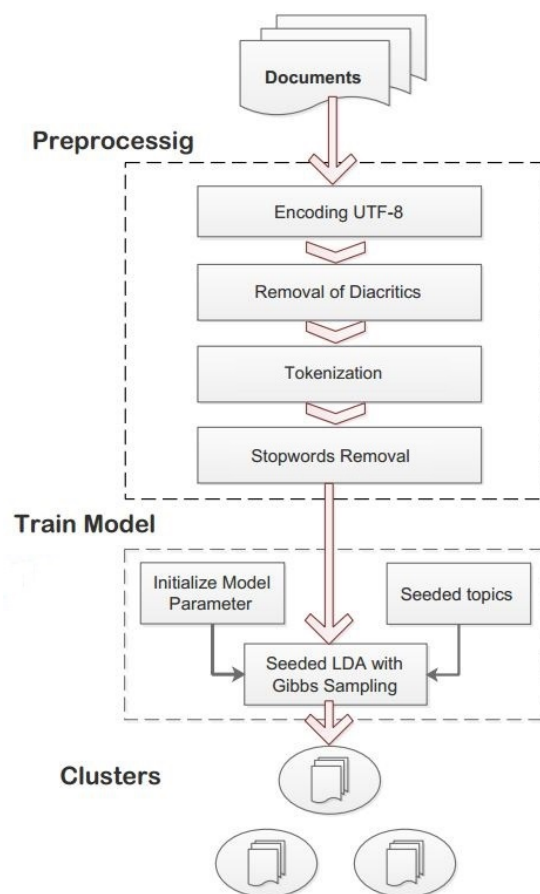 Documents
Preprocessig
Encoding UTF-8
Removal of Diacritics
Tokenization
Stopwords Removal
Train Model
Initialize Model
Parameter
Seeded topics
Seeded LDA with
Gibbs Sampling
Clusters